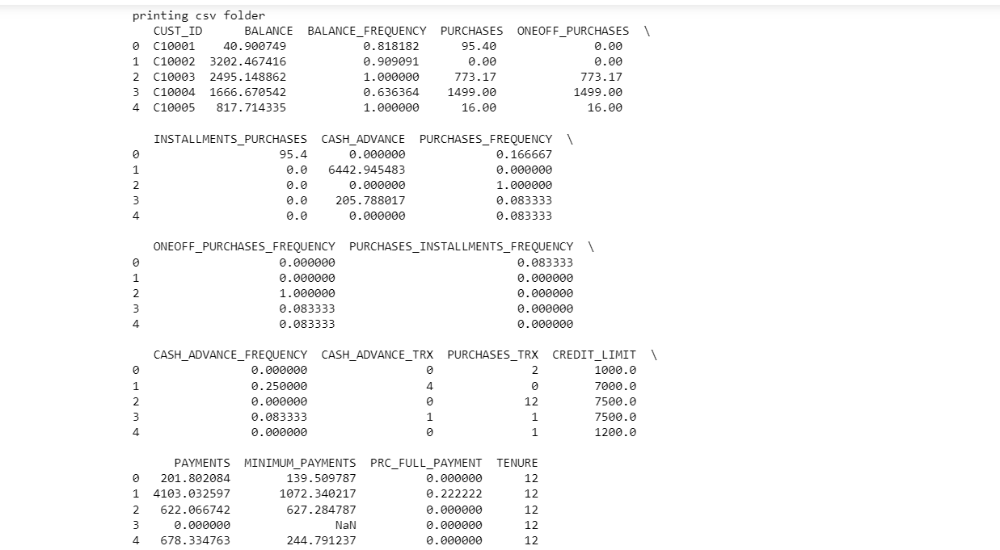 printing csv folder
CUST_ID BALANCE BALANCE_FREQUENCY PURCHASES ONEOFF_PURCHASES \
0 C10001 40.900749 0.818182 95.40 0.00
1 C10002 3202.467416 0.909091 0.00 0.00
2 C10003 2495.148862 1.000000 773.17 773.17
3 C10004 1666.670542 0.636364 1499.00 1499.00
4 C10005 817.714335 1.000000 16.00 16.00
INSTALLMENTS_PURCHASES CASH_ADVANCE PURCHASES_FREQUENCY \
0 95.4 0.000000 0.166667
1 0.0 6442.945483 0.000000
2 0.0 0.000000 1.000000
3 0.0 205.788017 0.083333
4 0.0 0.000000 0.083333
ONEOFF_PURCHASES_FREQUENCY PURCHASES_INSTALLMENTS_FREQUENCY \
0 0.000000 0.083333
1 0.000000 0.000000
2 1.000000 0.000000
3 0.083333 0.000000
4 0.083333 0.000000
CASH_ADVANCE_FREQUENCY CASH_ADVANCE_TRX PURCHASES_TRX CREDIT_LIMIT \
0 0.000000 0 2 1000.0
1 0.250000 4 0 7000.0
2 0.000000 0 12 7500.0
3 0.083333 1 1 7500.0
4 0.000000 0 1 1200.0
PAYMENTS MINIMUM_PAYMENTS PRC_FULL_PAYMENT TENURE
0 201.802084 139.509787 0.000000 12
1 4103.032597 1072.340217 0.222222 12
2 622.066742 627.284787 0.000000 12
3 0.000000 NaN 0.000000 12
4 678.334763 244.791237 0.000000 12